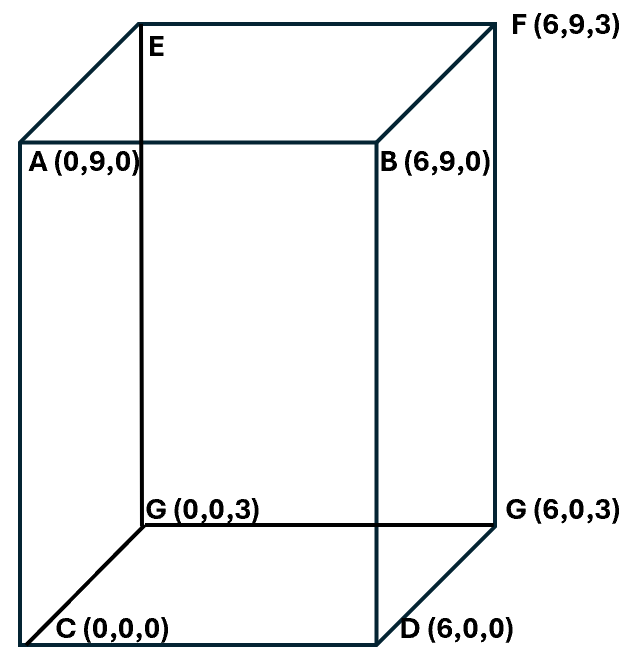 F (6,9,3)
E
A (0,9,0)
B (6,9,0)
G (0,0,3)
G (6,0,3)
C (0,0,0)
D (6,0,0)